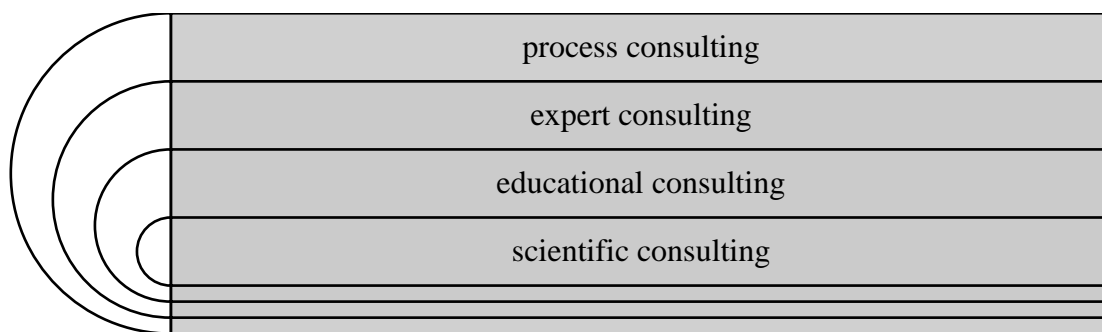 process consulting
expert consulting
educational consulting
scientific consulting